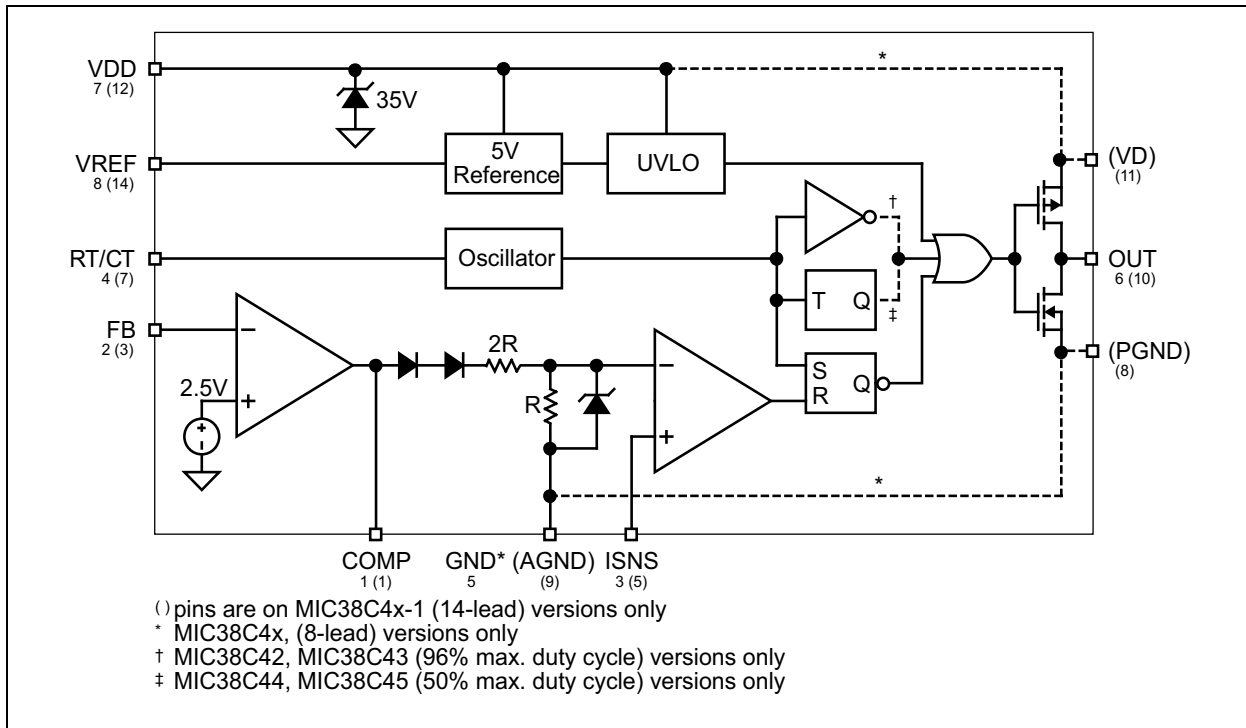 VDD
7 (12)
35V
*
VREF
8 (14)
5V
Reference
UVLO
(VD)
(11)
†
RT/CT
4 (7)
Oscillator
T Q
‡
OUT
6 (10)
FB
2 (3)
−
2.5V
+
+
-
2R
R
−
+
S
R
Q
(PGND)
(8)
*
COMP
1 (1)
GND* (AGND)
5 (9)
ISNS
3 (5)
( ) pins are on MIC38C4x-1 (14-lead) versions only
* MIC38C4x, (8-lead) versions only
† MIC38C42, MIC38C43 (96% max. duty cycle) versions only
‡ MIC38C44, MIC38C45 (50% max. duty cycle) versions only